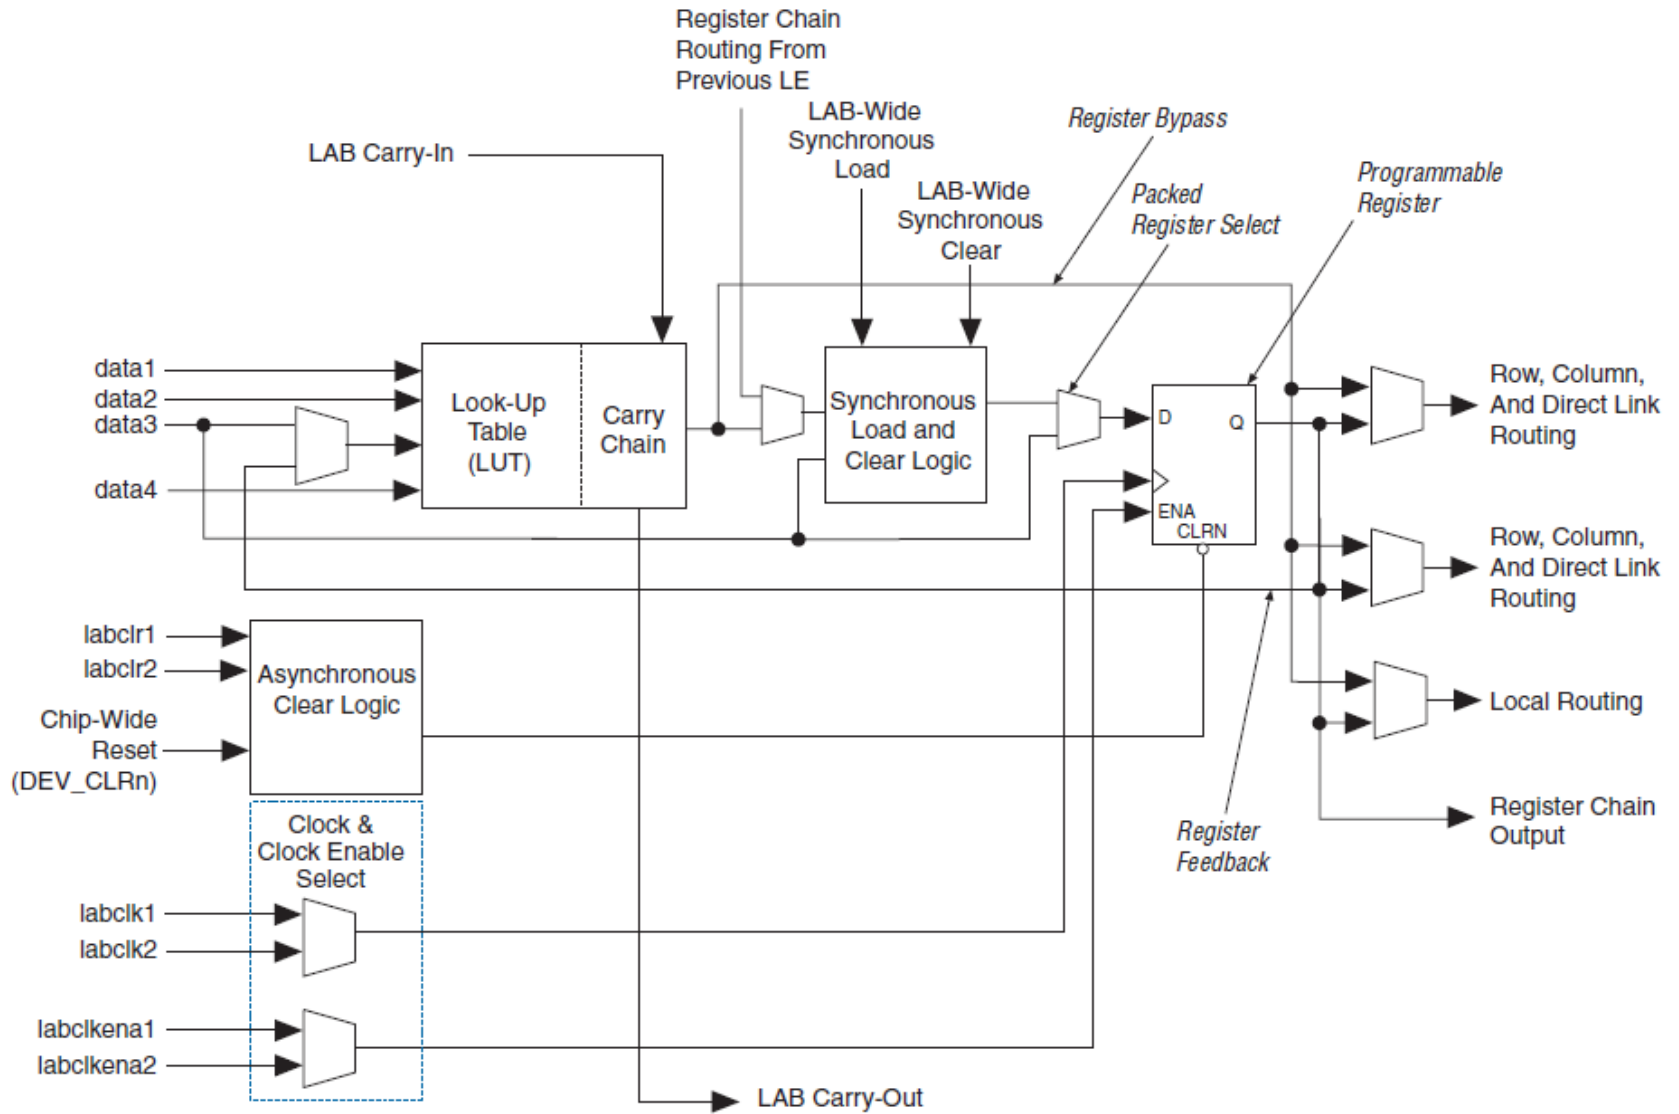 Register Chain
Routing From
Previous LE
LAB-Wide
Synchronous
Load
Register Bypass
LAB Carry-In
Programmable
Register
Packed
Register Select
LAB-Wide
Synchronous
Clear
data1
data2
data3
data4
Look-Up
Table
(LUT)
Carry
Chain
Synchronous
Load and
Clear Logic
D
Q
ENA
CLRN
Row, Column,
And Direct Link
Routing
Row, Column,
And Direct Link
Routing
labclr1
labclr2
Chip-Wide
Reset
(DEV_CLRn)
Asynchronous
Clear Logic
Local Routing
Register Chain
Output
Register
Feedback
Clock &
Clock Enable
Select
labclk1
labclk2
labclkena1
labclkena2
LAB Carry-Out